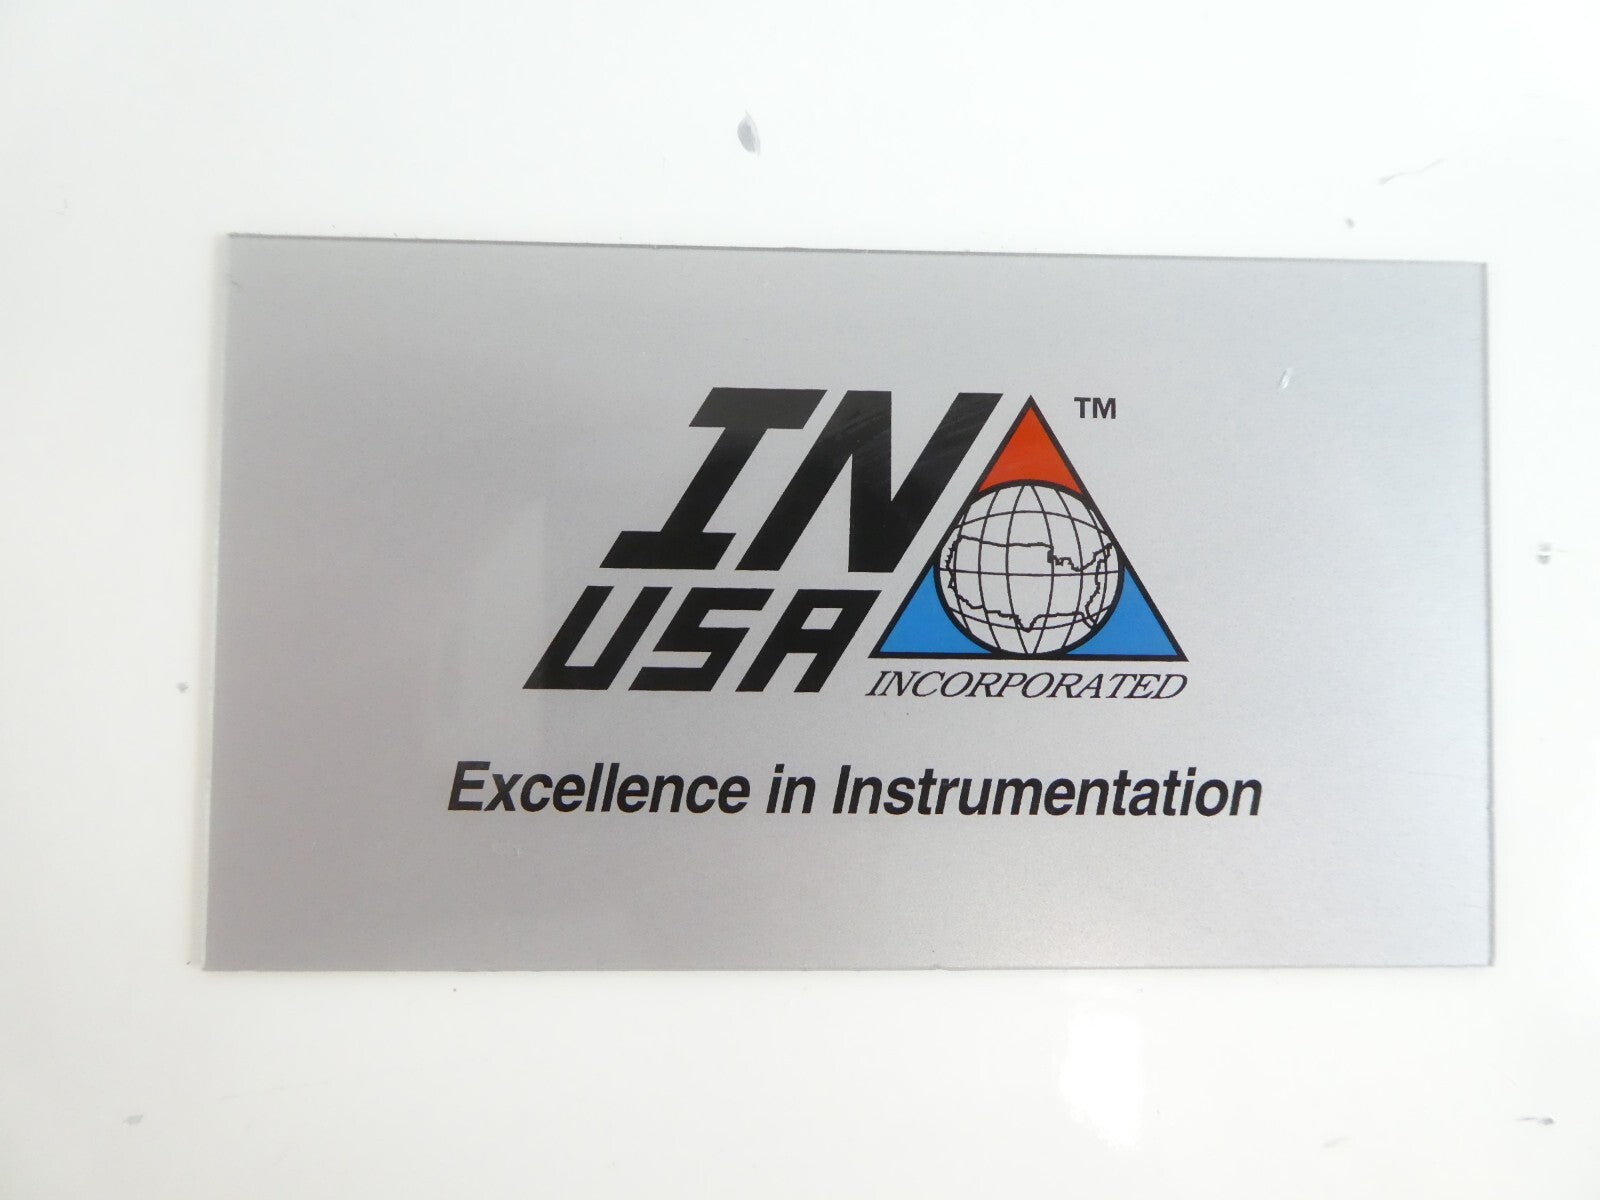 IN
USA
TM
INCORPORATED
Excellence in Instrumentation